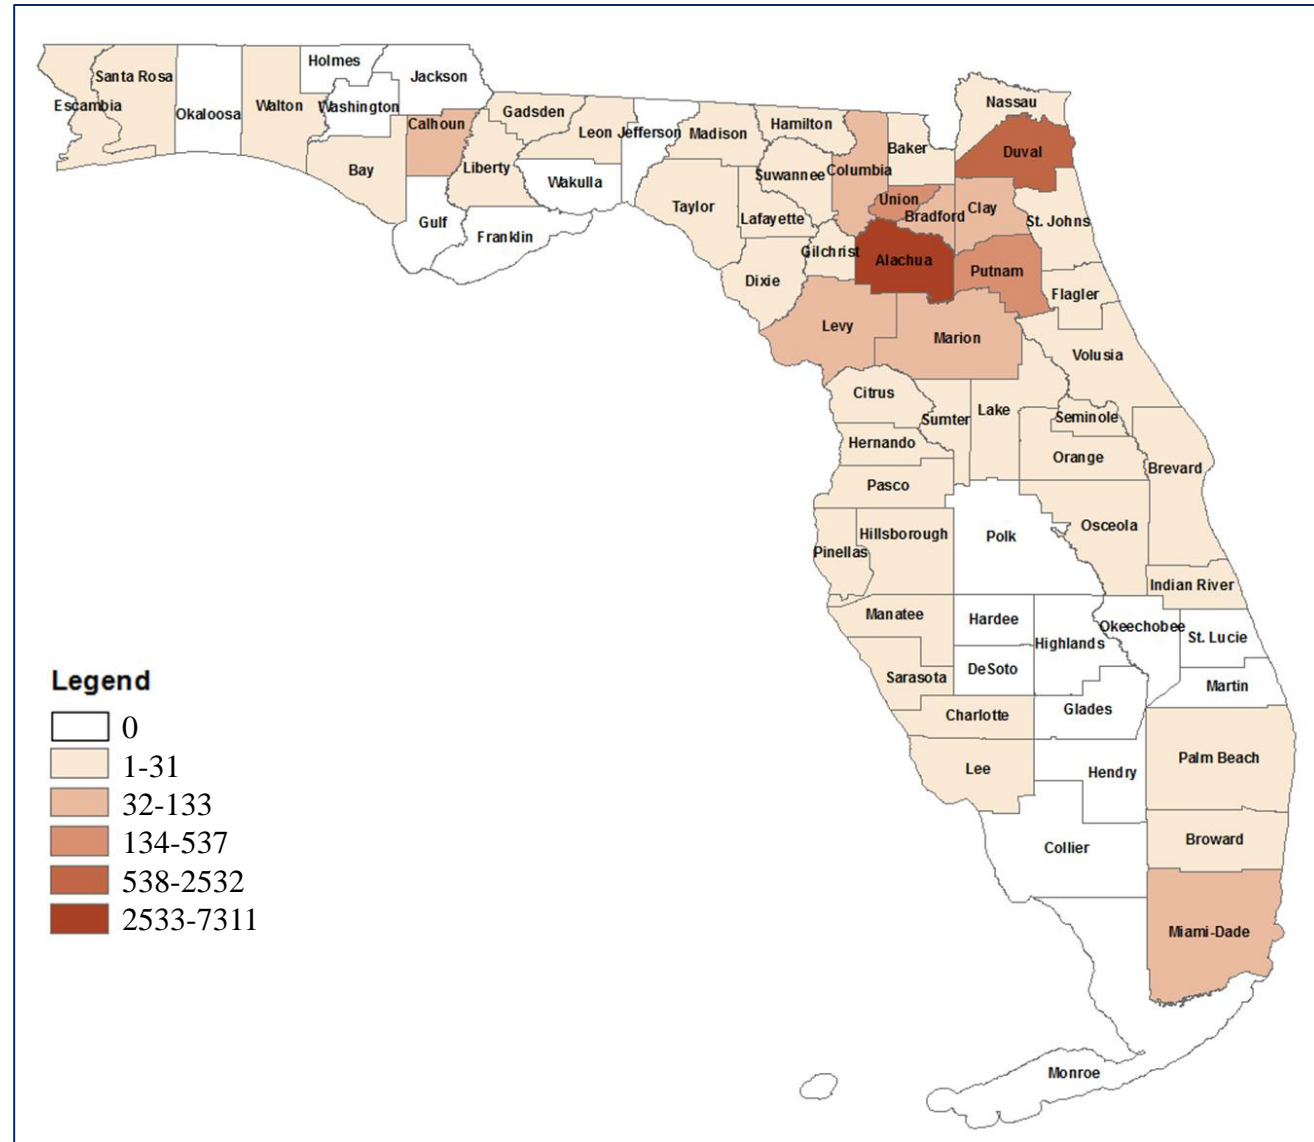 Holmes
Jackson
Santa Rosa
Escambia
Okaloosa
Walton
Washington
Calhoun
Gadsden
Leon
Jefferson
Madison
Hamilton
Nassau
Baker
Duval
Bay
Liberty
Wakulla
Suwannee
Columbia
Union
Bradford
Clay
St. Johns
Gulf
Franklin
Taylor
Lafayette
Gilchrist
Alachua
Putnam
Dixie
Flagler
Levy
Marion
Volusia
Citrus
Sumter
Lake
Seminole
Hernando
Orange
Brevard
Pasco
Osceola
Pinellas
Hillsborough
Polk
Indian River
Manatee
Hardee
Highlands
Okeechobee
St. Lucie
Sarasota
DeSoto
Martin
Charlotte
Glades
Lee
Hendry
Palm Beach
Collier
Broward
Miami-Dade
Monroe
Legend
0
1-31
32-133
134-537
538-2532
2533-7311